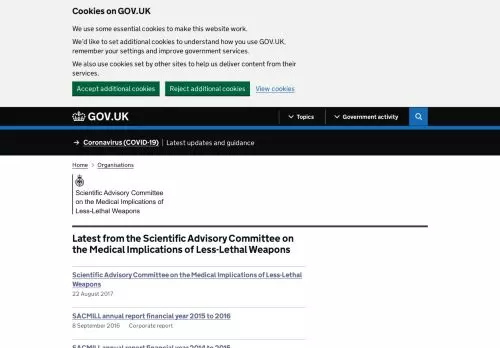 Cookies on GOV.UK
We use some essential cookies to make this website work.
We'd like to set additional cookies to understand how you use GOV.UK,
remember your settings and improve government services.
We also use cookies set by other sites to help us deliver content from their
services.
Accept additional cookies
Reject additional cookies
View cookies
GOV.UK
Topics
Government activity
Coronavirus (COVID-19)
Latest updates and guidance
Home
Organisations
Scientific Advisory Committee
on the Medical Implications of
Less-Lethal Weapons
Latest from the Scientific Advisory Committee on
the Medical Implications of Less-Lethal Weapons
Scientific Advisory Committee on the Medical Implications of Less-Lethal
Weapons
22 August 2017
SACMILL annual report financial year 2015 to 2016
8 September 2016 Corporate report
SACMILL annual report financial year 2014 to 2015